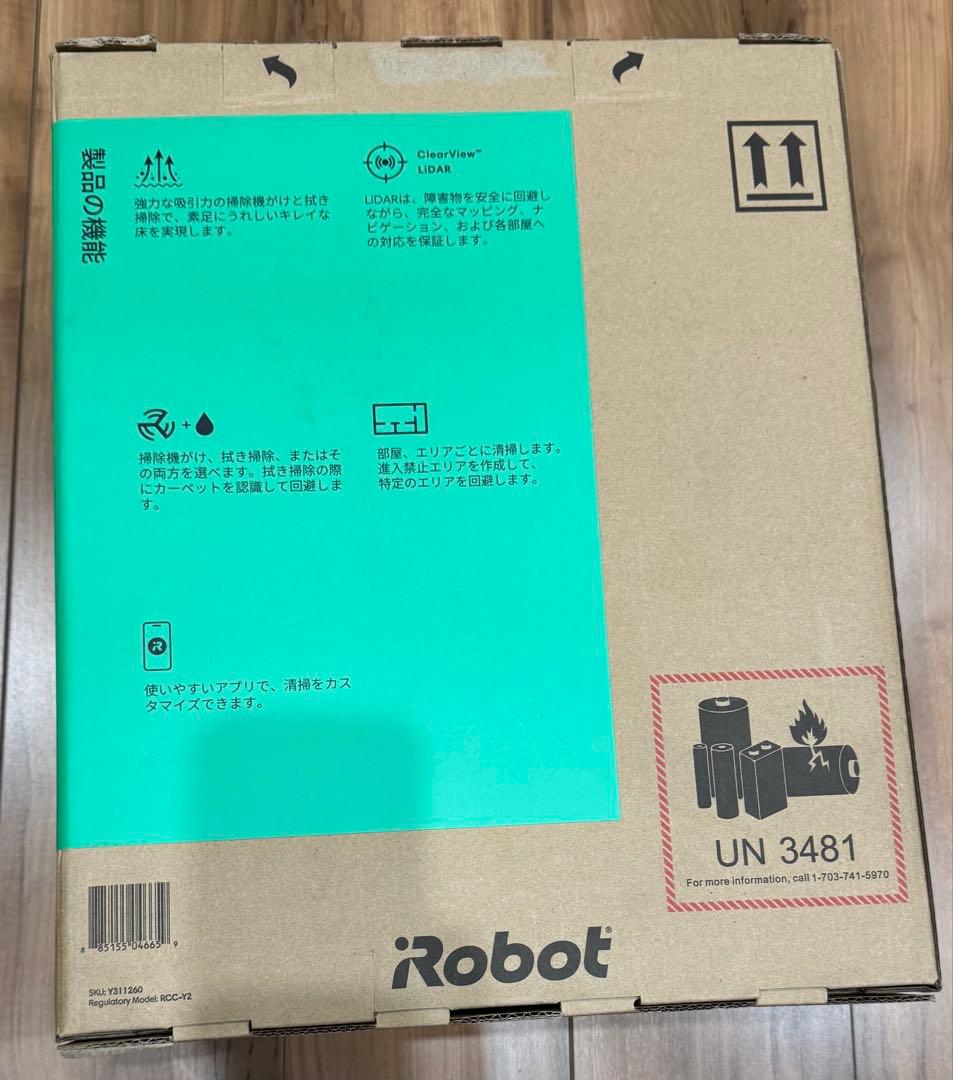 製品の機能
強力な吸引力の掃除機がけと拭き
掃除で、素足にうれしいキレイな
床を実現します。
ClearView™
LiDAR
LiDARは、障害物を安全に回避し
ながら、完全なマッピング、ナ
ビゲーション、および各部屋へ
の対応を保証します。
+
掃除機がけ、拭き掃除、またはそ
の両方を選べます。拭き掃除の際
にカーペットを認識して回避しま
す。
部屋、エリアごとに清掃します。
進入禁止エリアを作成して、
特定のエリアを回避します。
使いやすいアプリで、清掃をカス
タマイズできます。
UN 3481
For more information, call 1-703-741-5970
8 85155 04665 9
SKU: Y311260
Regulatory Model: RCC-Y2
iRobot®